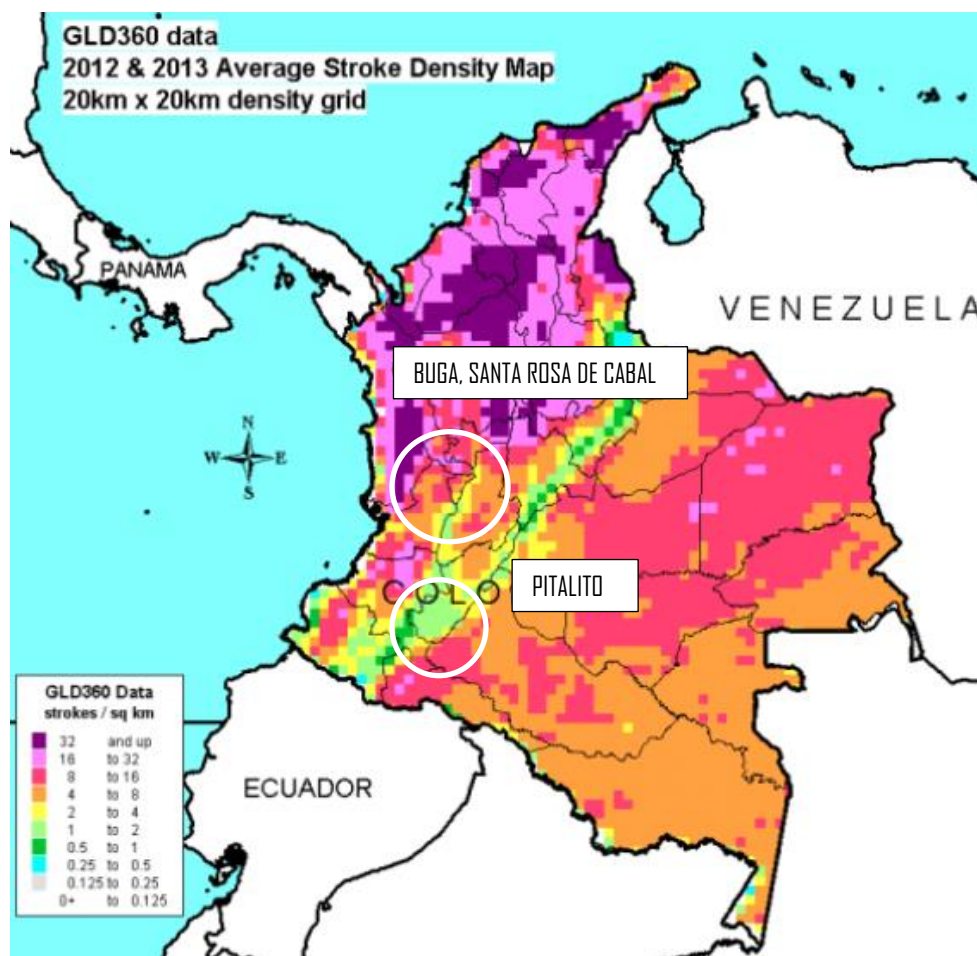 GLD360 data
2012 & 2013 Average Stroke Density Map
20km x 20km density grid
PANAMA
VENEZUELA
BUGA, SANTA ROSA DE CABAL
N
W E
S
COLO
PITALITO
GLD360 Data
strokes / sq km
32 and up
16 to 32
8 to 16
4 to 8
2 to 4
1 to 2
0.5 to 1
0.25 to 0.5
0.125 to 0.25
0+ to 0.125
ECUADOR